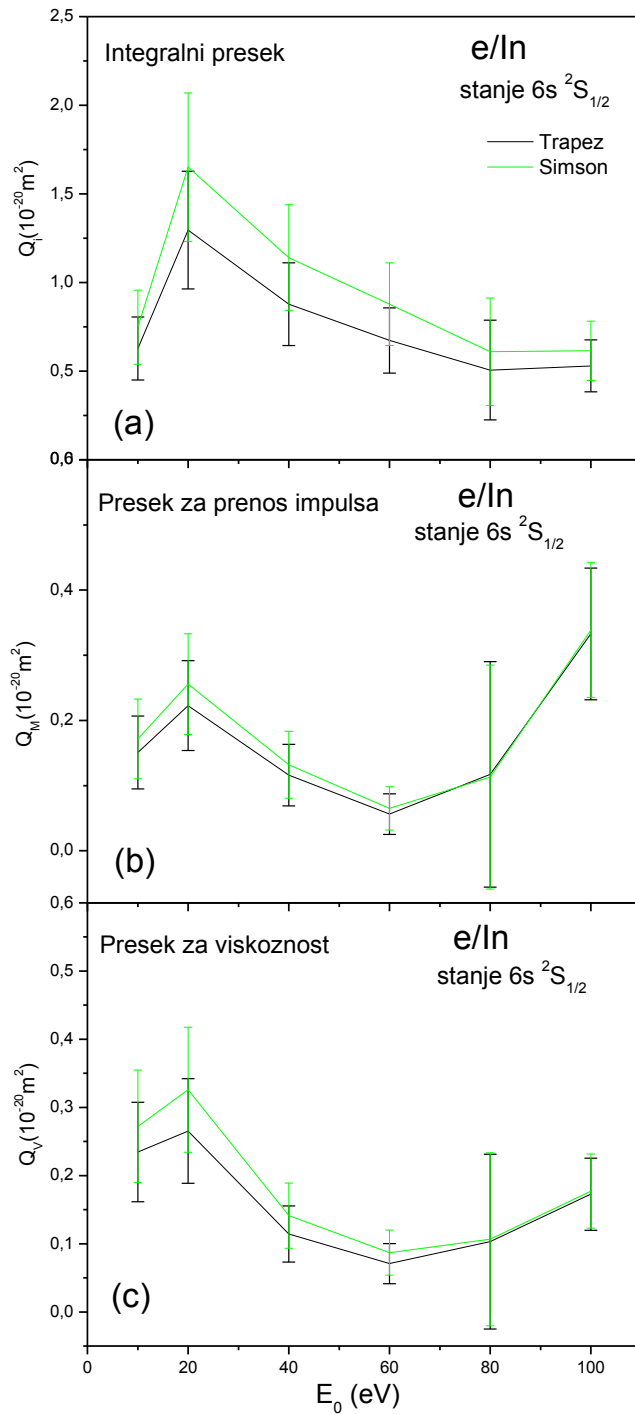 2,5
Integralni presek
e/In
stanje 6s ²S₁/₂
2,0
Trapez
Simson
1,5
Qᵢ(10⁻²⁰m²)
1,0
0,5
(a)
0,0
0,6
Presek za prenos impulsa
e/In
stanje 6s ²S₁/₂
0,4
Q_M(10⁻²⁰m²)
0,2
0,0
(b)
0,6
Presek za viskoznost
e/In
stanje 6s ²S₁/₂
0,5
0,4
Q_V(10⁻²⁰m²)
0,3
0,2
0,1
0,0
(c)
0 20 40 60 80 100
E₀ (eV)